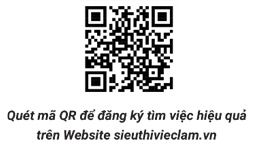 Quét mã QR để đăng ký tìm việc hiệu quả
trên Website sieuthivieclam.vn